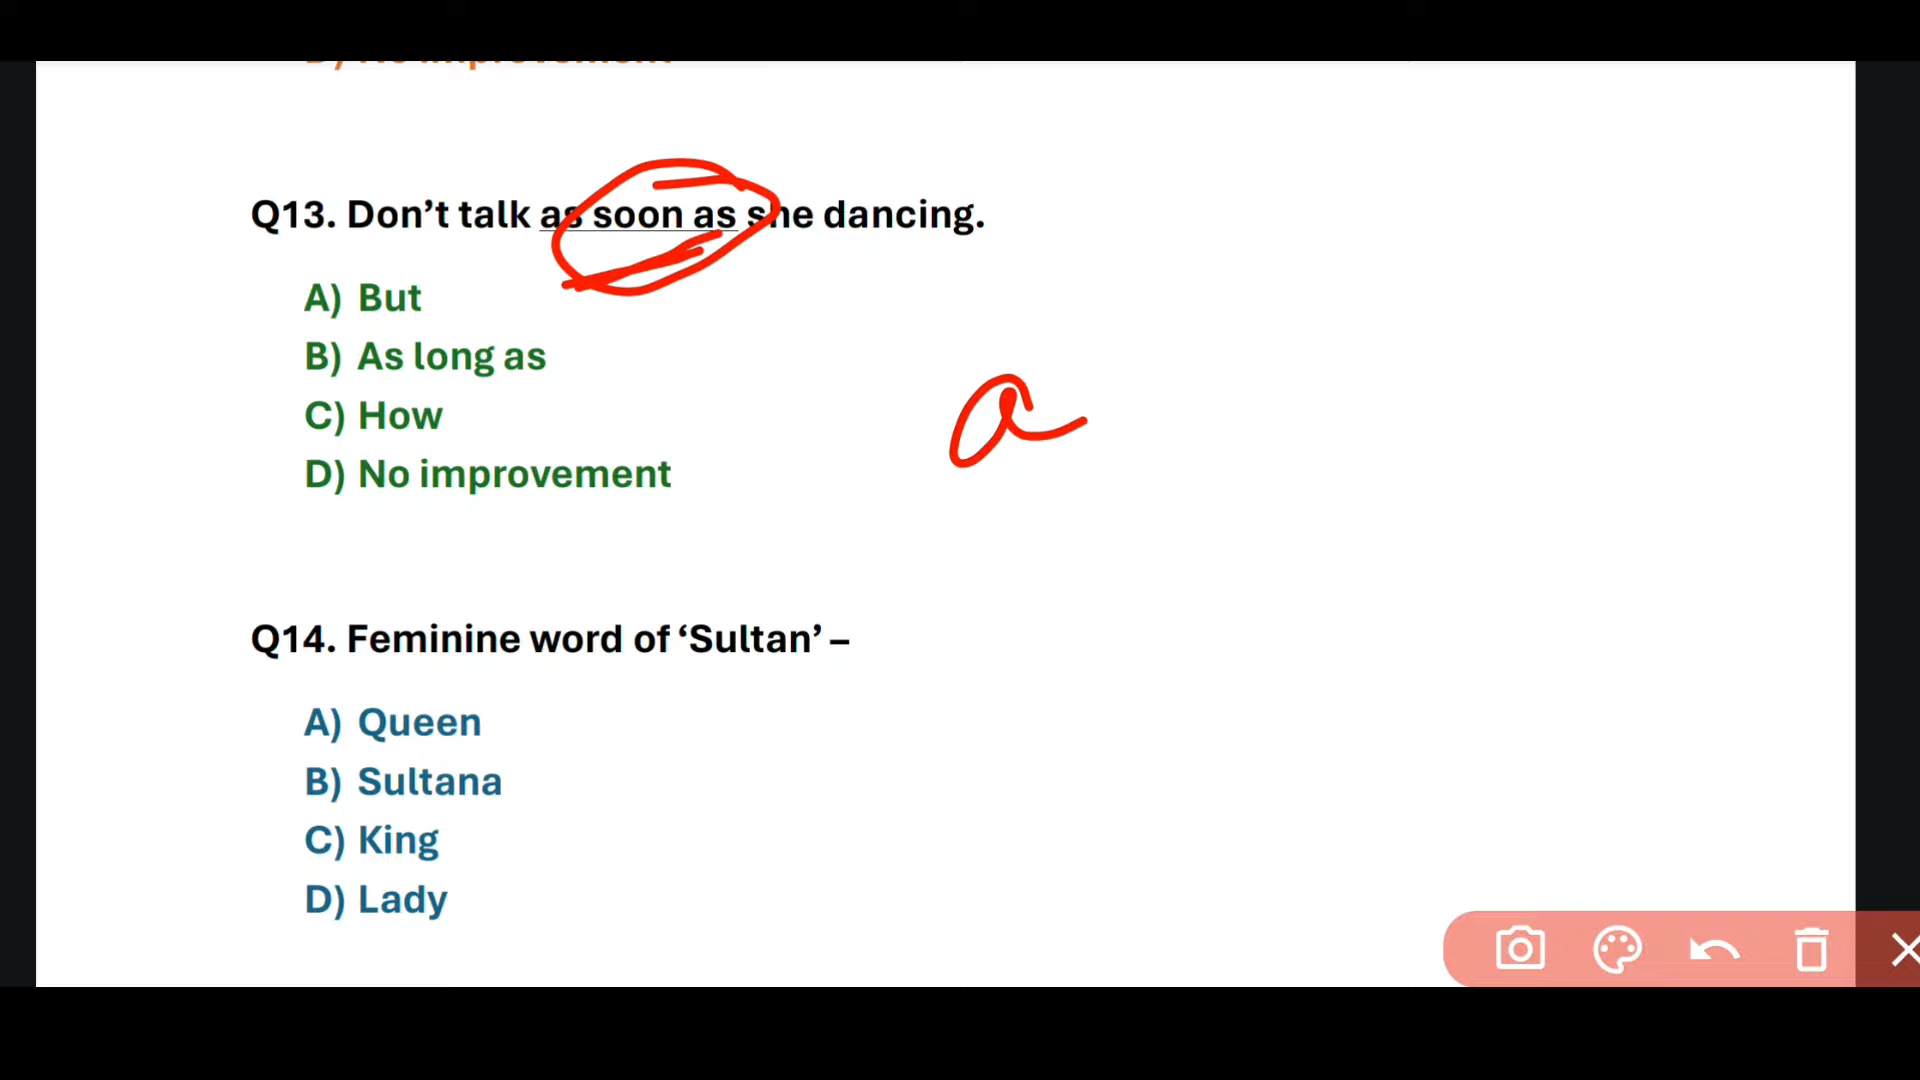 Q13. Don’t talk as soon as she dancing.
A) But
B) As long as
C) How
D) No improvement
a
Q14. Feminine word of ‘Sultan’ –
A) Queen
B) Sultana
C) King
D) Lady